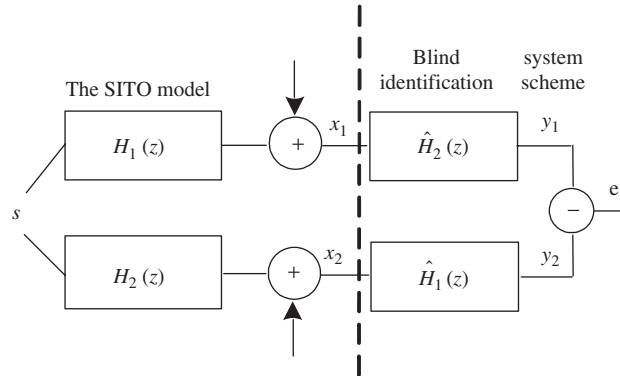 The SITO model
Blind identification
system scheme
H₁(z)
+
x₁
Ĥ₂(z)
y₁
s
−
e
H₂(z)
+
x₂
Ĥ₁(z)
y₂